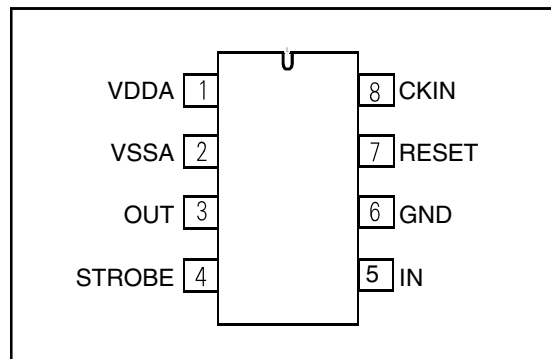 VDDA 1 8 CKIN
VSSA 2 7 RESET
OUT 3 6 GND
STROBE 4 5 IN